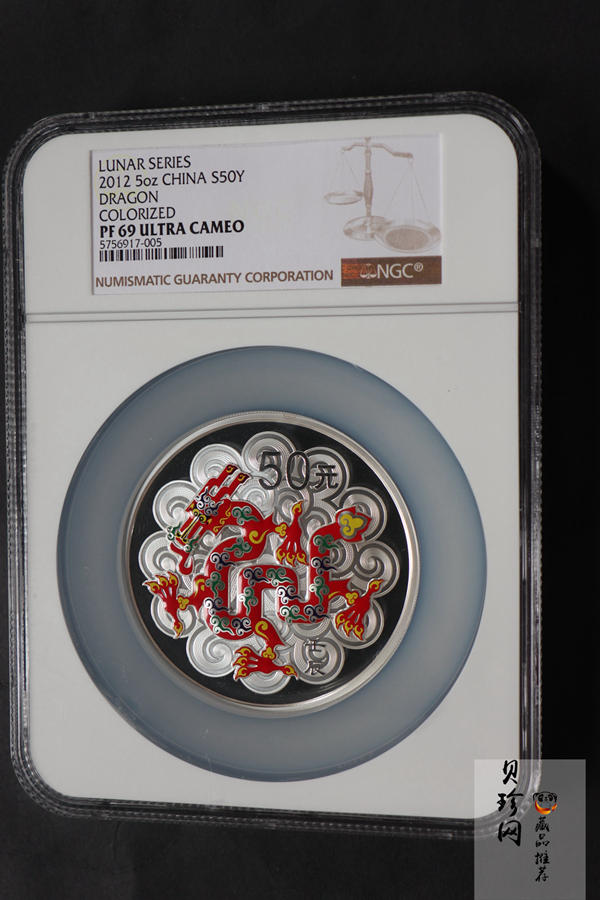 LUNAR SERIES
2012 5oz CHINA S50Y
DRAGON
COLORIZED
PF 69 ULTRA CAMEO
5756917-005
NUMISMATIC GUARANTY CORPORATION
NGC®
50元
壬辰
贝珍网
藏品推荐